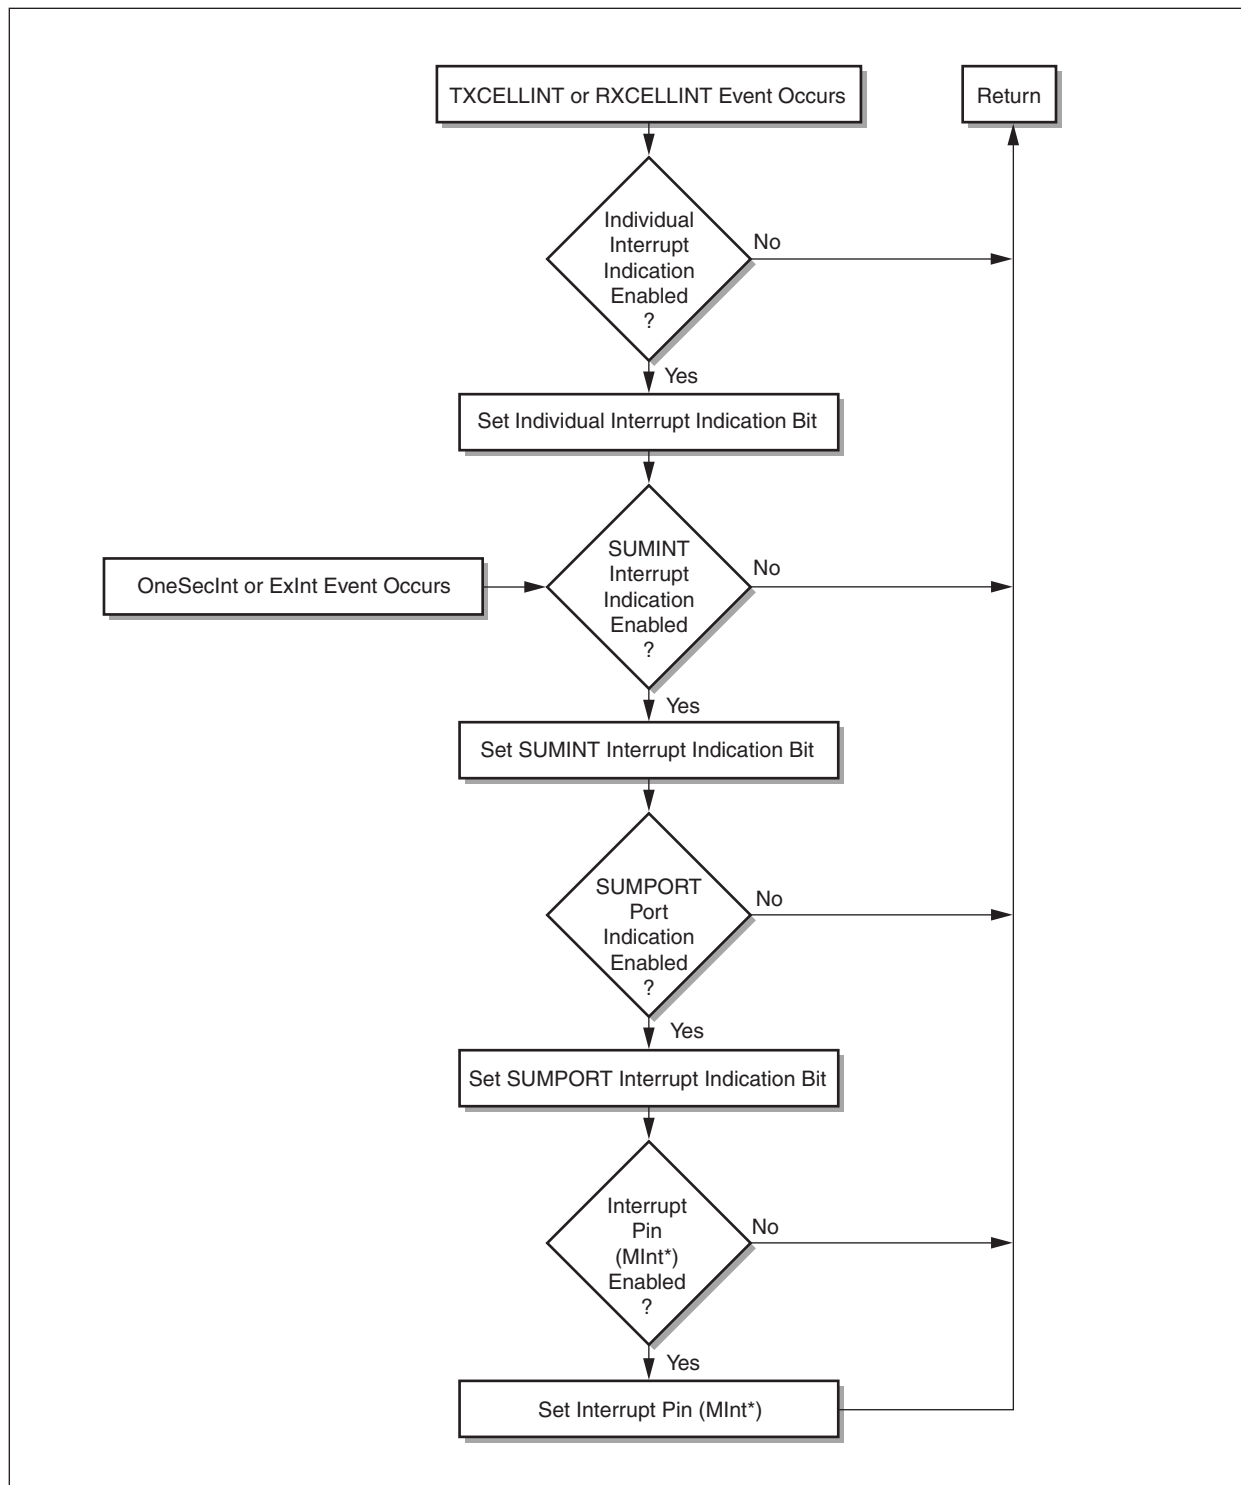 TXCELLINT or RXCELLINT Event Occurs
Return
Individual
Interrupt
Indication
Enabled
?
No
Yes
Set Individual Interrupt Indication Bit
SUMINT
Interrupt
Indication
Enabled
?
No
OneSecInt or ExInt Event Occurs
Yes
Set SUMINT Interrupt Indication Bit
SUMPORT
Port
Indication
Enabled
?
No
Yes
Set SUMPORT Interrupt Indication Bit
Interrupt
Pin
(MInt*)
Enabled
?
No
Yes
Set Interrupt Pin (MInt*)